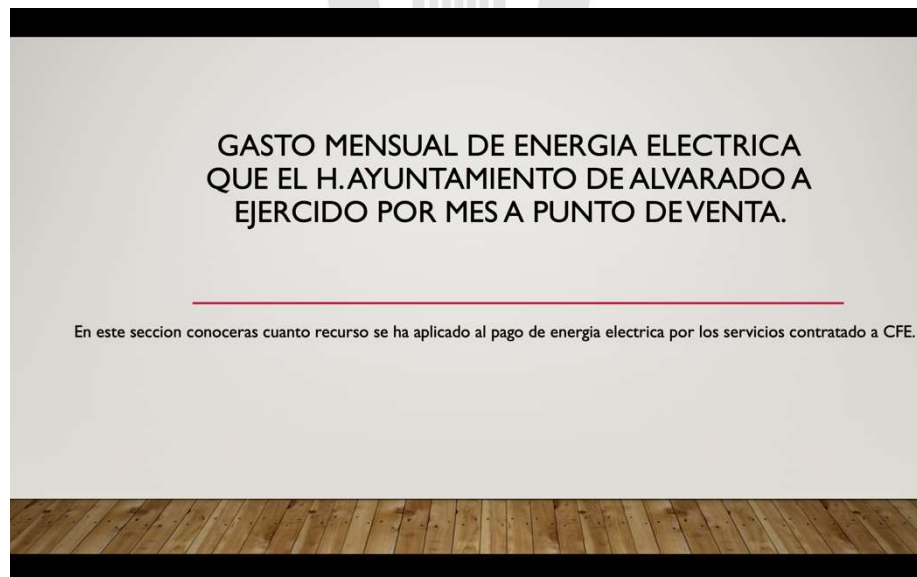 GASTO MENSUAL DE ENERGIA ELECTRICA
QUE EL H. AYUNTAMIENTO DE ALVARADO A
EJERCIDO POR MES A PUNTO DE VENTA.
En este seccion conoceras cuanto recurso se ha aplicado al pago de energia electrica por los servicios contratado a CFE.